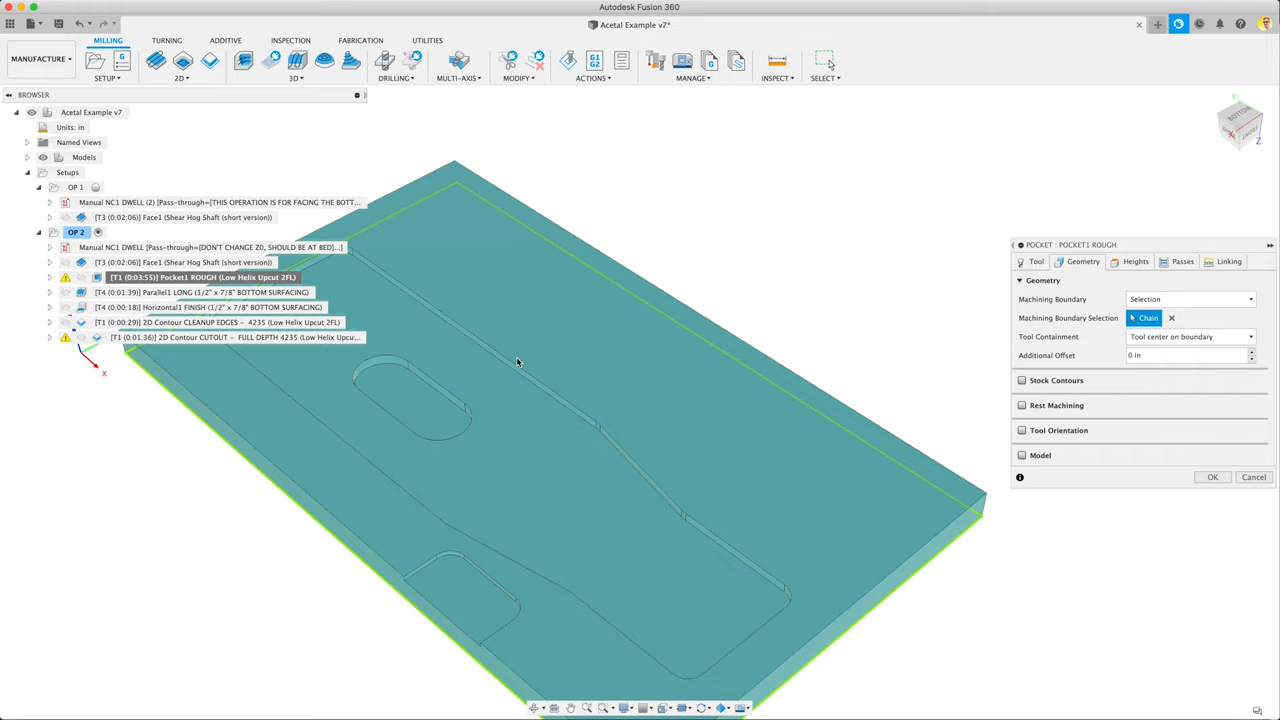 Autodesk Fusion 360
Acetal Example v7*
MANUFACTURE
MILLING TURNING ADDITIVE INSPECTION FABRICATION UTILITIES
G
G1
G2
G
SETUP 2D 3D DRILLING MULTI-AXIS MODIFY ACTIONS MANAGE INSPECT SELECT
BROWSER
Acetal Example v7
Units: in
Named Views
Models
Setups
OP 1
Manual NC1 DWELL (2) [Pass-through=[THIS OPERATION IS FOR FACING THE BOTT...
[T3 (0:02:06)] Face1 (Shear Hog Shaft (short version))
OP 2
Manual NC1 DWELL [Pass-through=[DON'T CHANGE Z0, SHOULD BE AT BED]...]
[T3 (0:02:06)] Face1 (Shear Hog Shaft (short version))
[T1 (0:03:55)] Pocket1 ROUGH (Low Helix Upcut 2FL)
[T4 (0:01:39)] Parallel1 LONG (1/2" x 7/8" BOTTOM SURFACING)
[T4 (0:00:18)] Horizontal1 FINISH (1/2" x 7/8" BOTTOM SURFACING)
[T1 (0:00:29)] 2D Contour CLEANUP EDGES - 4235 (Low Helix Upcut 2FL)
[T1 (0:01:36)] 2D Contour CUTOUT - FULL DEPTH 4235 (Low Helix Upcu...
X
BOTTOM
Z
POCKET : POCKET1 ROUGH
Tool Geometry Heights Passes Linking
Geometry
Machining Boundary Selection
Machining Boundary Selection Chain
Tool Containment Tool center on boundary
Additional Offset 0 in
Stock Contours
Rest Machining
Tool Orientation
Model
OK Cancel